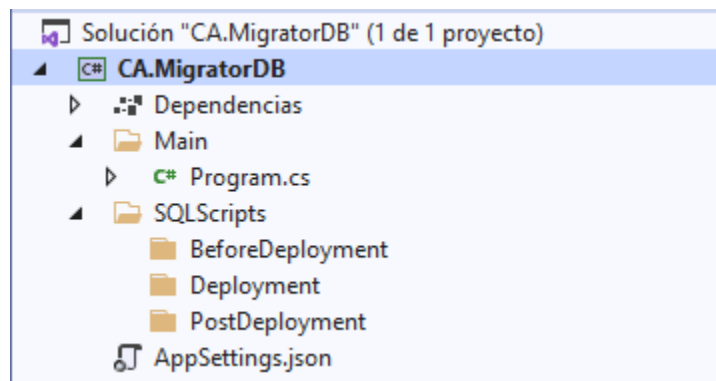 Solución "CA.MigratorDB" (1 de 1 proyecto)
C# CA.MigratorDB
Dependencias
Main
C# Program.cs
SQLScripts
BeforeDeployment
Deployment
PostDeployment
AppSettings.json